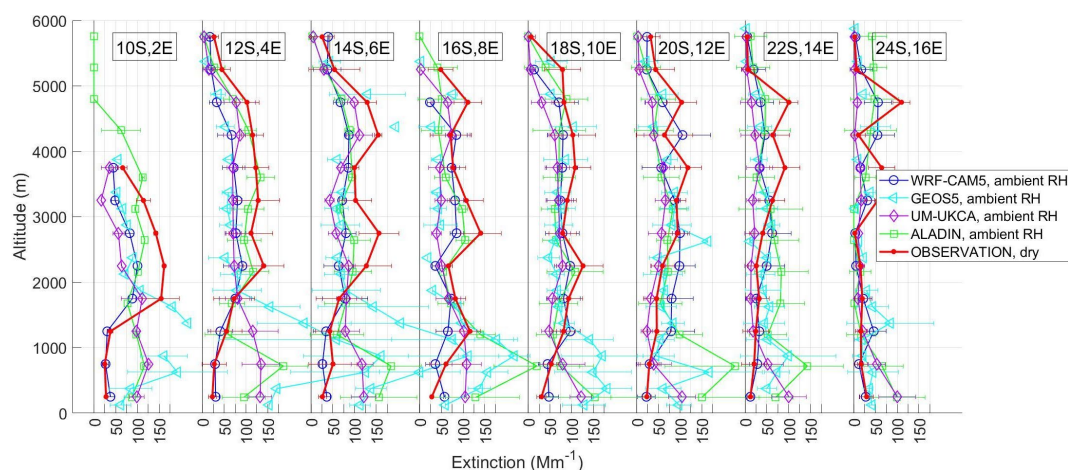 6000
5000
4000
3000
2000
1000
0
Altitude (m)
10S,2E
12S,4E
14S,6E
16S,8E
18S,10E
20S,12E
22S,14E
24S,16E
WRF-CAM5, ambient RH
GEOS5, ambient RH
UM-UKCA, ambient RH
ALADIN, ambient RH
OBSERVATION, dry
0 50 100 150 0 50 100 150 0 50 100 150 0 50 100 150 0 50 100 150 0 50 100 150 0 50 100 150 0 50 100 150
Extinction (Mm⁻¹)